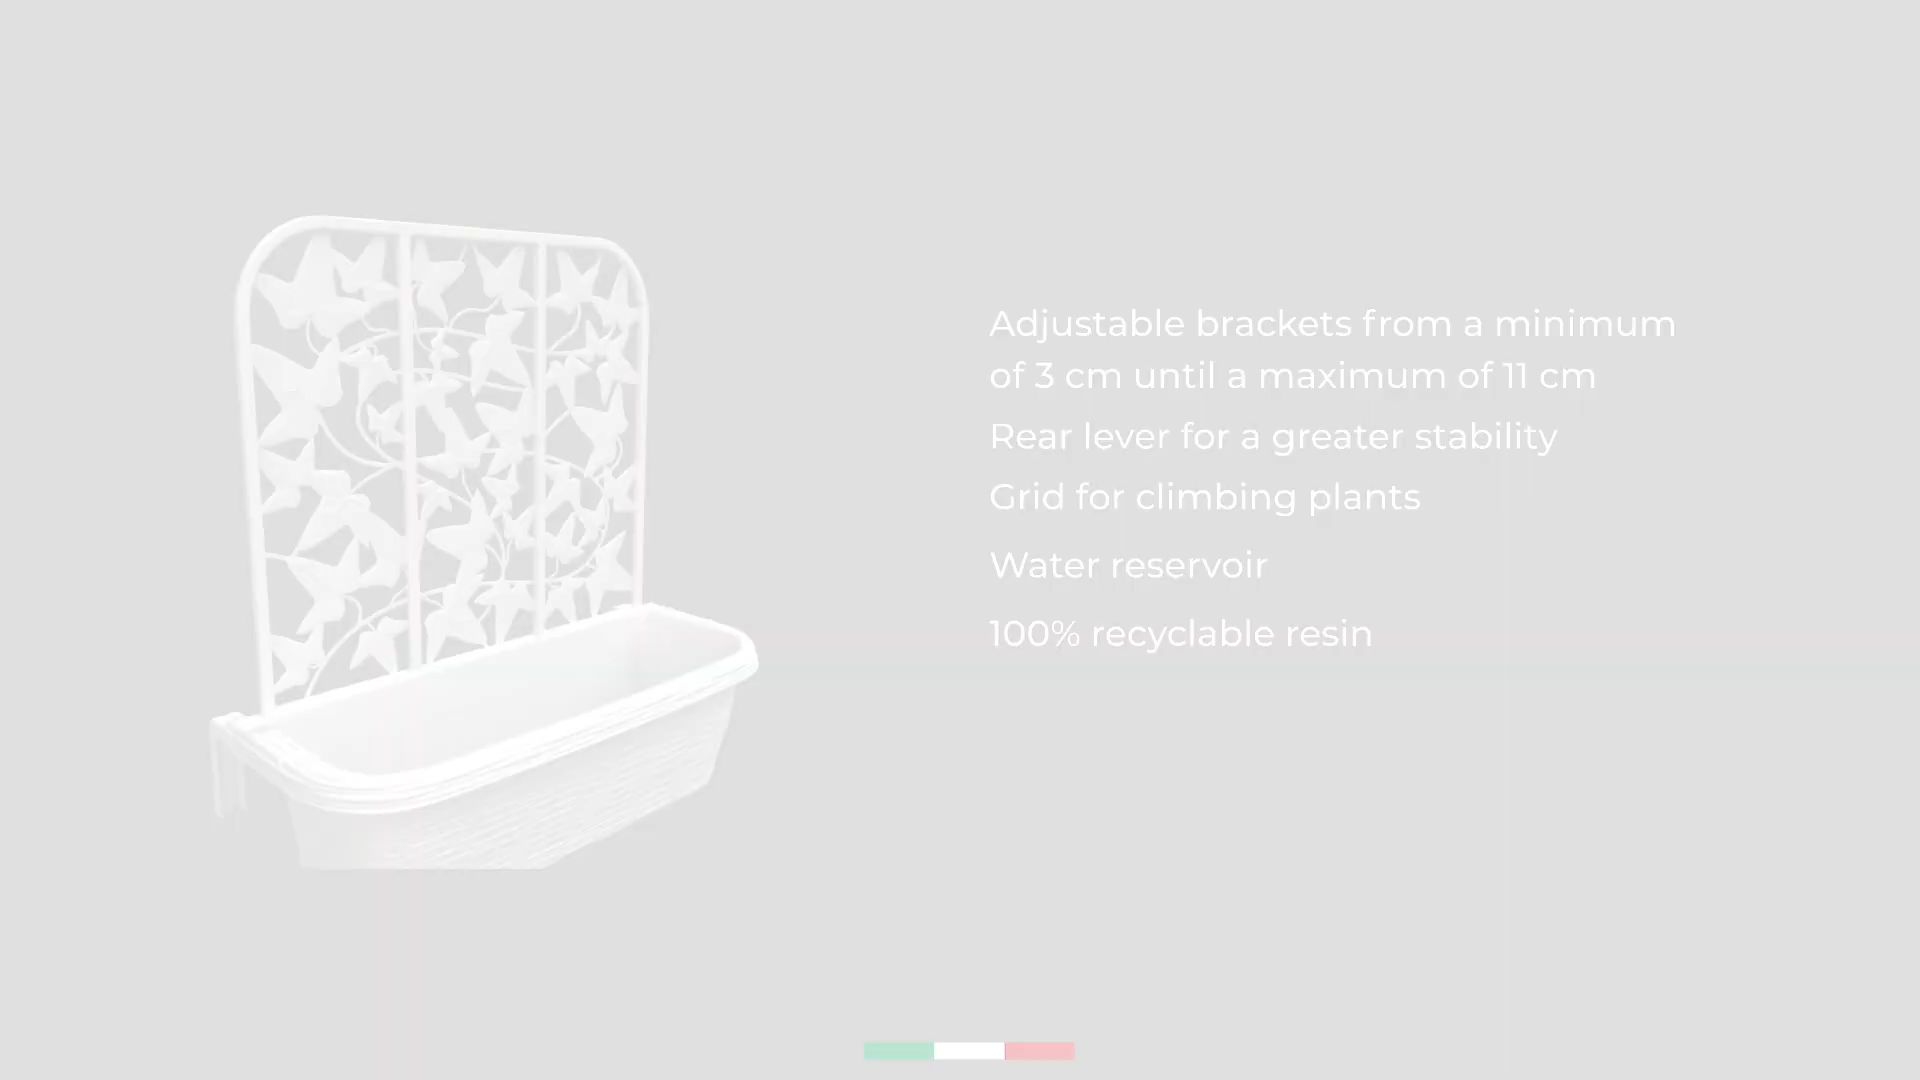 Adjustable brackets from a minimum
of 3 cm until a maximum of 11 cm
Rear lever for a greater stability
Grid for climbing plants
Water reservoir
100% recyclable resin